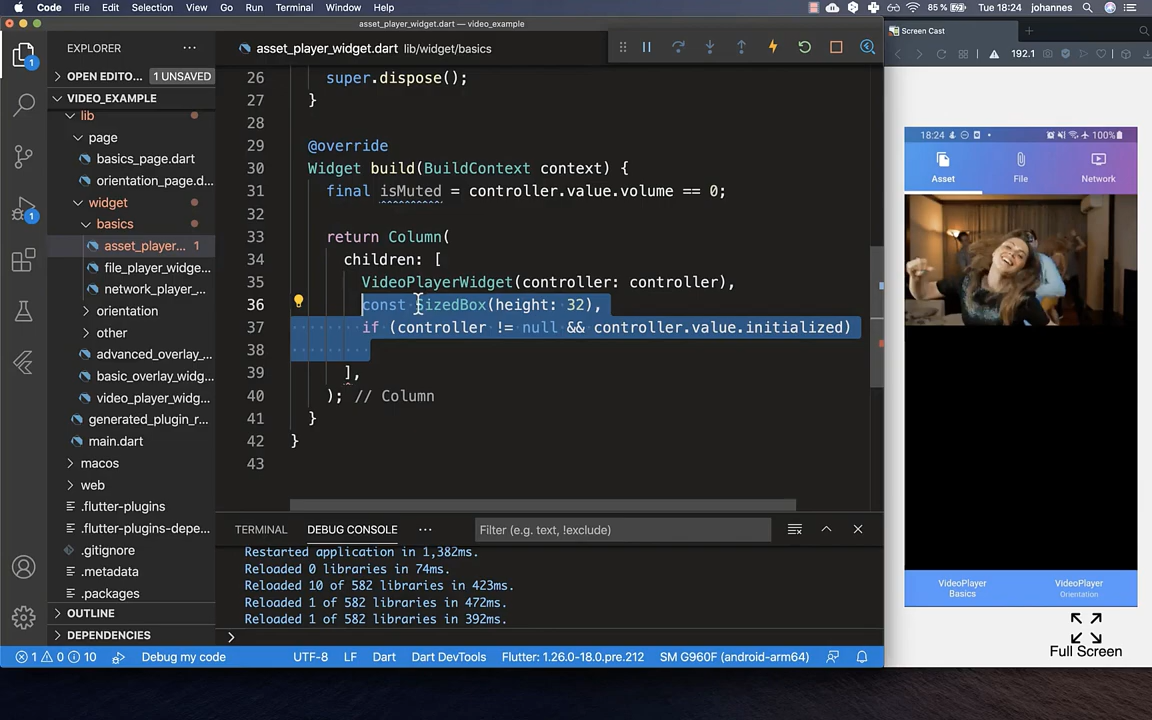 Code File Edit Selection View Go Run Terminal Window Help
85 % Tue 18:24 johannes
asset_player_widget.dart — video_example
Screen Cast
EXPLORER
asset_player_widget.dart lib/widget/basics
192.1
OPEN EDITO... 1 UNSAVED
VIDEO_EXAMPLE
lib
page
basics_page.dart
orientation_page.d...
widget
basics
asset_player... 1
file_player_widge...
network_player_...
orientation
other
advanced_overlay_...
basic_overlay_widg...
video_player_widg...
generated_plugin_r...
main.dart
macos
web
.flutter-plugins
.flutter-plugins-depe...
.gitignore
.metadata
.packages
OUTLINE
DEPENDENCIES
26 super.dispose();
27 }
28
29 @override
30 Widget build(BuildContext context) {
31 final isMuted = controller.value.volume == 0;
32
33 return Column(
34 children: [
35 VideoPlayerWidget(controller: controller),
36 const SizedBox(height: 32),
37 if (controller != null && controller.value.initialized)
38
39 ],
40 ); // Column
41 }
42 }
43
TERMINAL DEBUG CONSOLE Filter (e.g. text, !exclude)
Restarted application in 1,382ms.
Reloaded 0 libraries in 74ms.
Reloaded 10 of 582 libraries in 423ms.
Reloaded 1 of 582 libraries in 472ms.
Reloaded 1 of 582 libraries in 392ms.
1 0 10 Debug my code UTF-8 LF Dart Dart DevTools Flutter: 1.26.0-18.0.pre.212 SM G960F (android-arm64)
18:24 100%
Asset File Network
VideoPlayer Basics
VideoPlayer Orientation
Full Screen